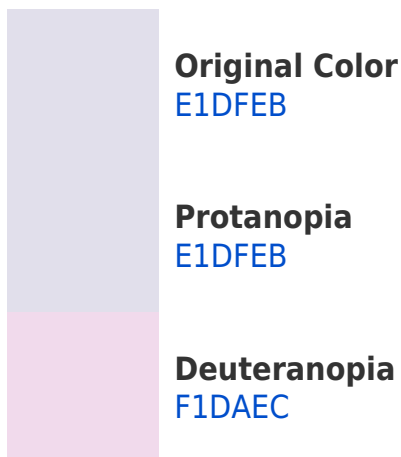 Original Color
E1DFEB
Protanopia
E1DFEB
Deuteranopia
F1DAEC